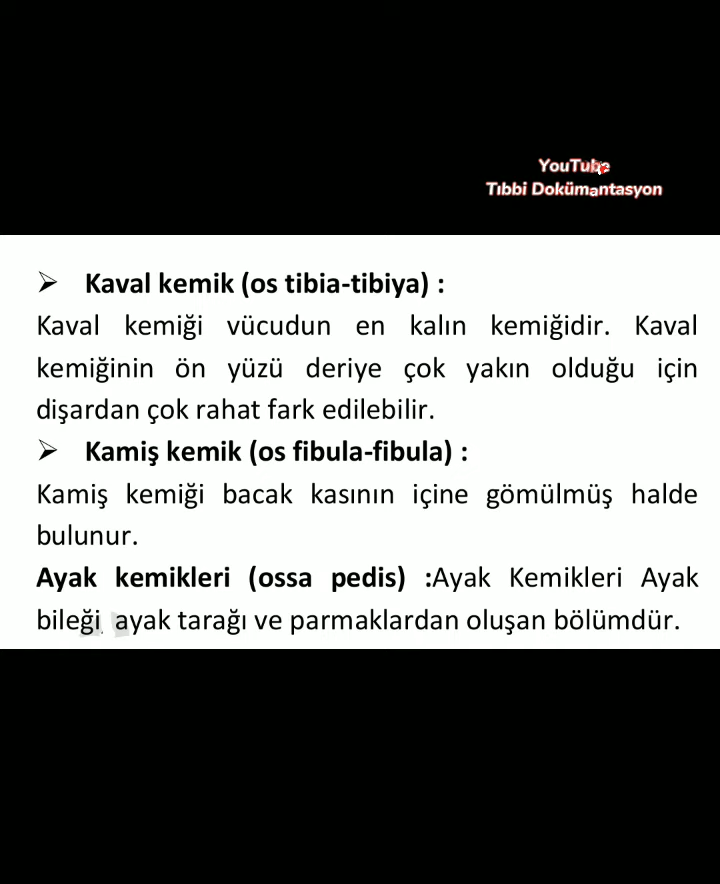 YouTube
Tıbbi Dokümantasyon
➢ Kaval kemik (os tibia-tibiya) :
Kaval kemiği vücudun en kalın kemiğidir. Kaval
kemiğinin ön yüzü deriye çok yakın olduğu için
dişardan çok rahat fark edilebilir.
➢ Kamiş kemik (os fibula-fibula) :
Kamiş kemiği bacak kasının içine gömülmüş halde
bulunur.
Ayak kemikleri (ossa pedis) :Ayak Kemikleri Ayak
bileği ayak tarağı ve parmaklardan oluşan bölümdür.